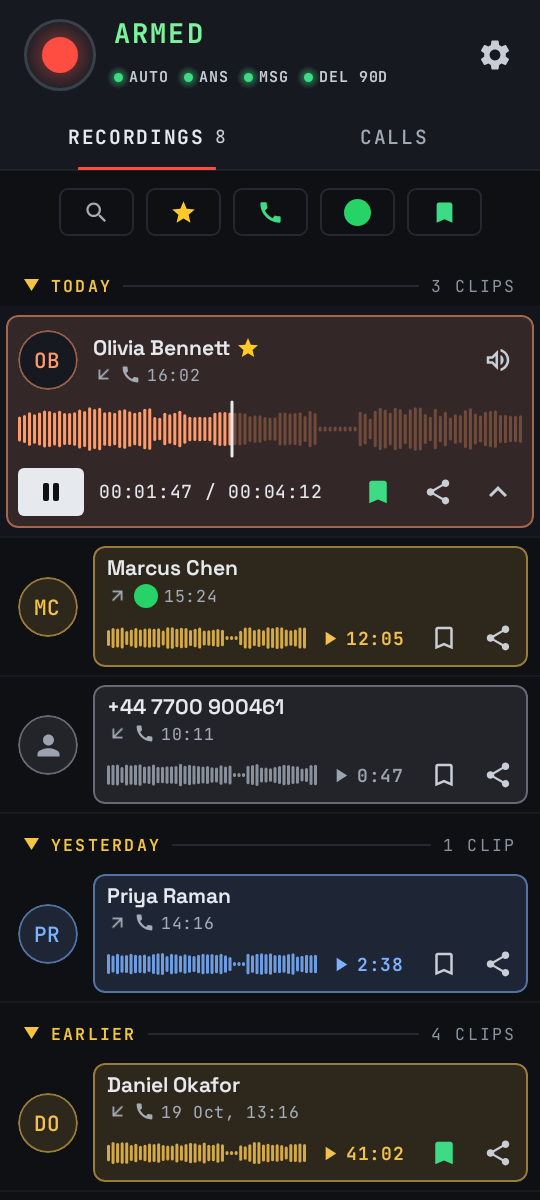 ARMED
AUTO ANS MSG DEL 90D
RECORDINGS 8 CALLS
TODAY 3 CLIPS
OB Olivia Bennett
16:02
00:01:47 / 00:04:12
MC Marcus Chen
15:24
12:05
+44 7700 900461
10:11
0:47
YESTERDAY 1 CLIP
PR Priya Raman
14:16
2:38
EARLIER 4 CLIPS
DO Daniel Okafor
19 Oct, 13:16
41:02